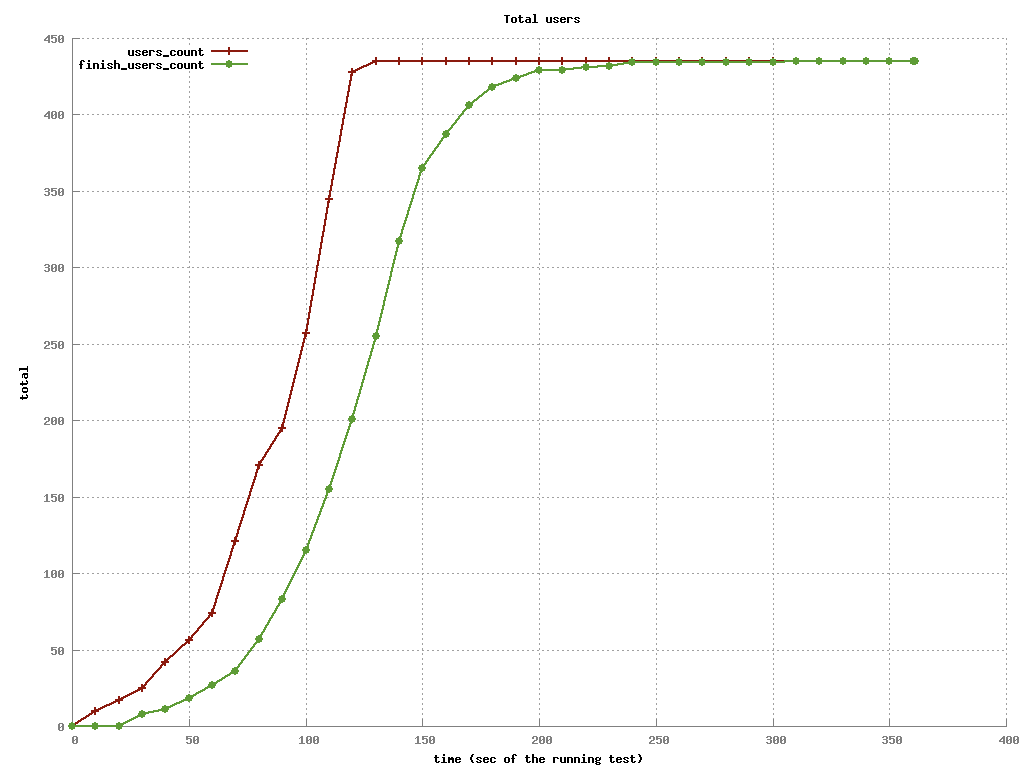 Total users
users_count
finish_users_count
450
400
350
300
250
200
150
100
50
0
total
0 50 100 150 200 250 300 350 400
time (sec of the running test)